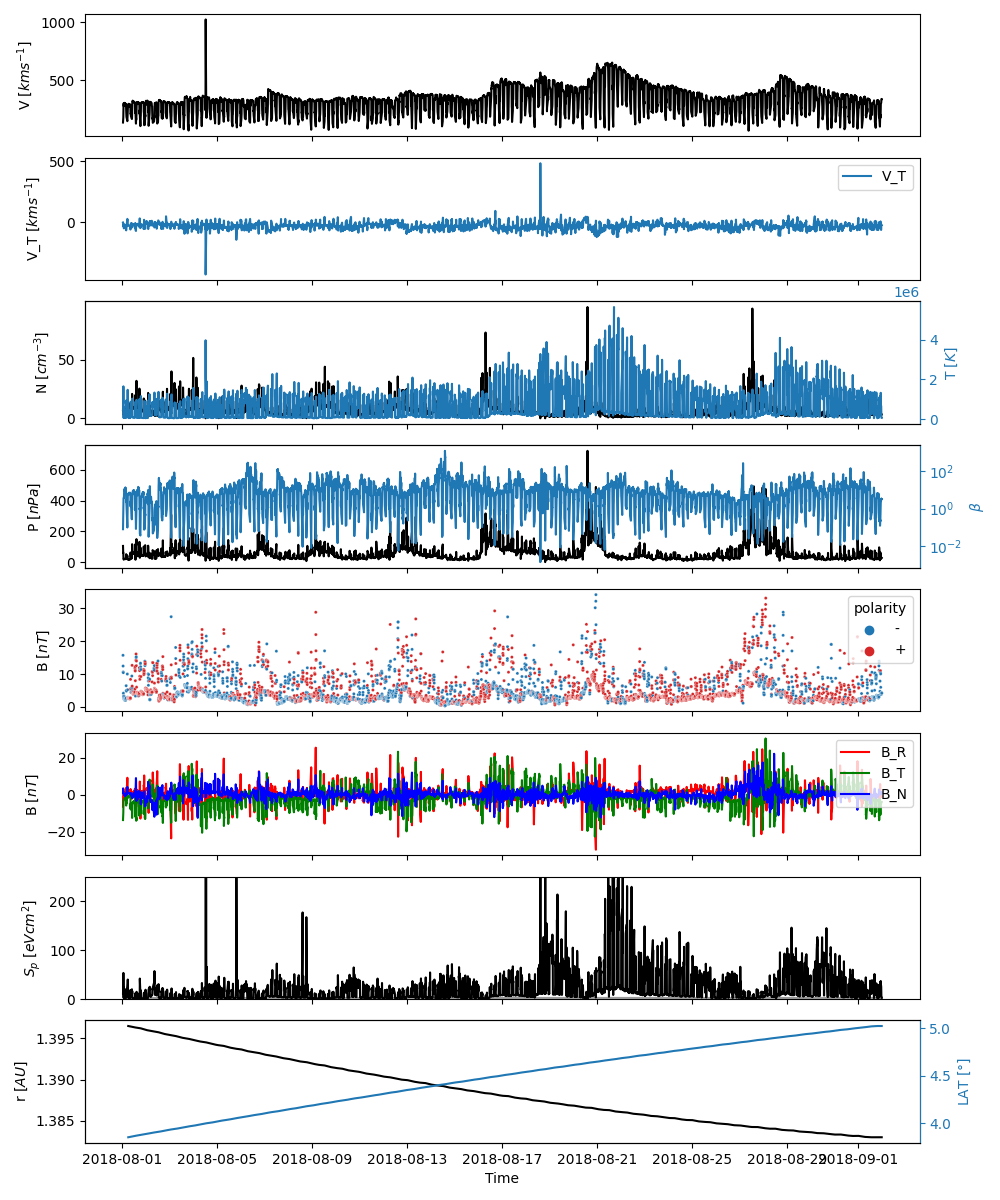 1000
500
V [kms⁻¹]
500
0
V_T [kms⁻¹]
V_T
1e6
50
0
N [cm⁻³]
4
2
0
T [K]
600
400
200
0
P [nPa]
10²
10⁰
10⁻²
β
30
20
10
0
B [nT]
polarity
-
+
20
0
−20
B [nT]
B_R
B_T
B_N
200
100
0
Sₚ [eVcm²]
1.395
1.390
1.385
r [AU]
5.0
4.5
4.0
LAT [°]
2018-08-01 2018-08-05 2018-08-09 2018-08-13 2018-08-17 2018-08-21 2018-08-25 2018-08-29 2018-09-01
Time